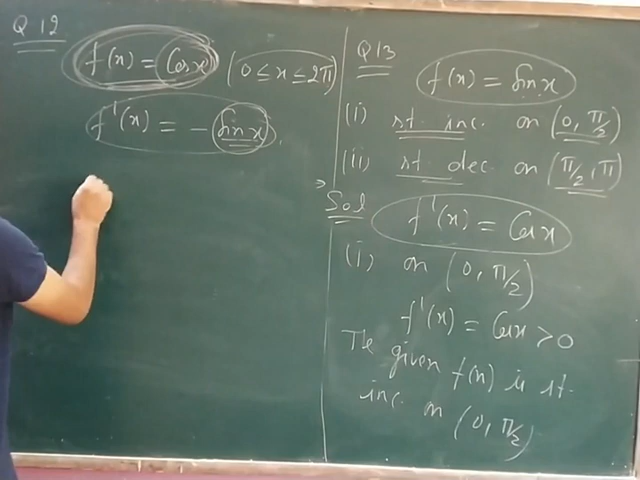 Q 12
f(x) = Cos x (0 ≤ x ≤ 2π)
f'(x) = - Sin x.
Q 13
f(x) = Sin x
(i) st. inc. on (0, π/2)
(ii) st dec. on (π/2, π)
Sol
f'(x) = Cos x
(i) on (0, π/2)
f'(x) = Cos x > 0
The given f(x) is st.
inc. on (0, π/2)